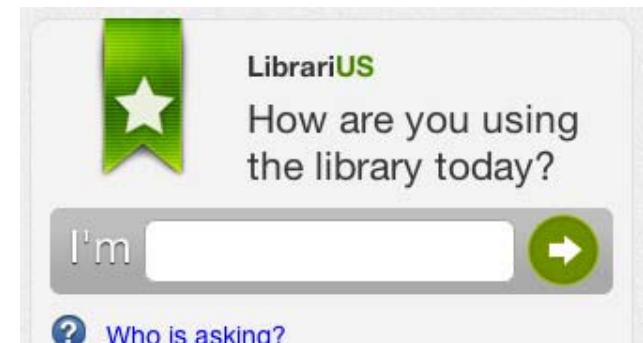 LibrariUS
How are you using
the library today?
I'm
? Who is asking?